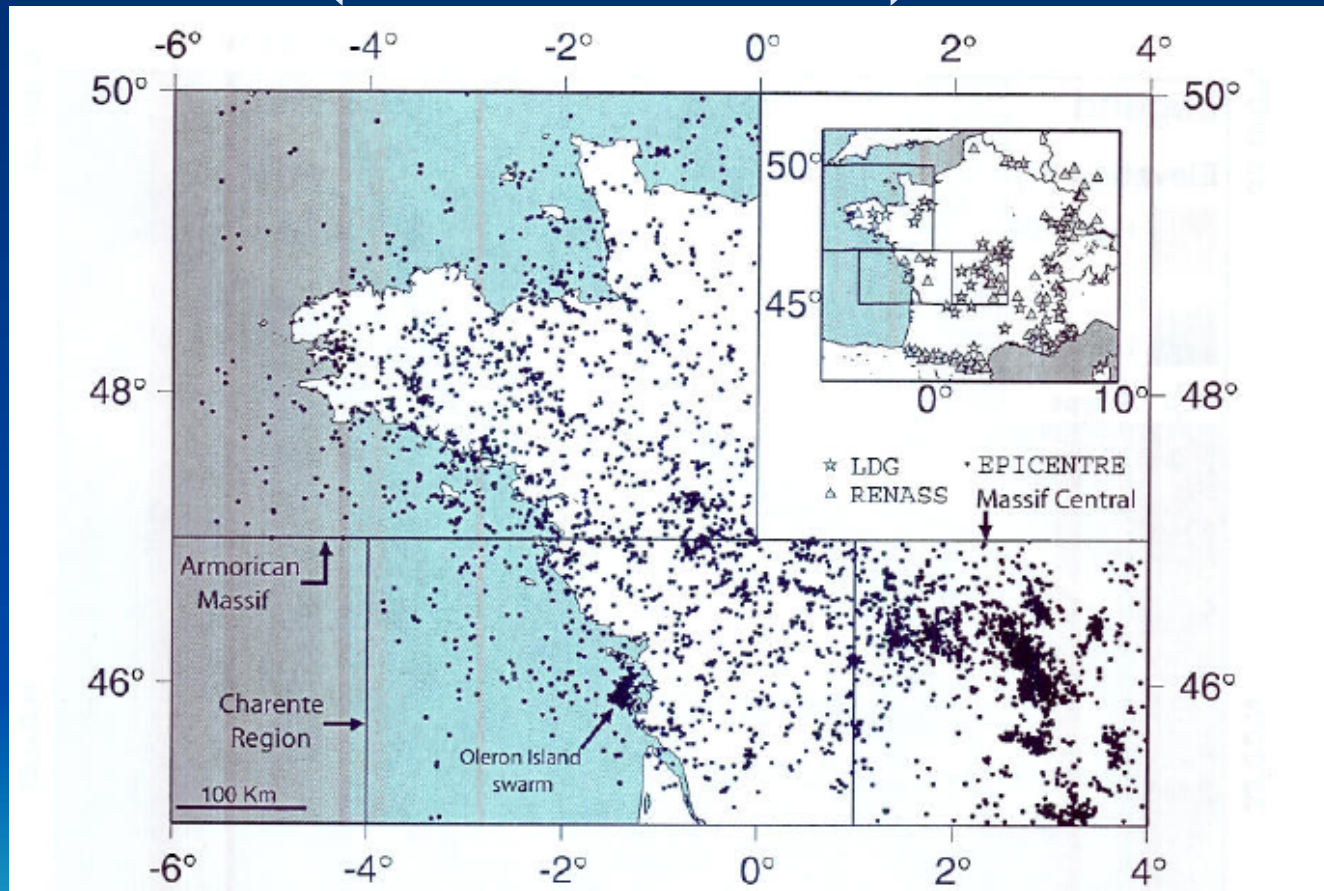 -6° -4° -2° 0° 2° 4°
50° 50°
50°
45°
0° 10°
48° 48°
LDG EPICENTRE
RENASS Massif Central
Armorican
Massif
46° 46°
Charente
Region
Oleron Island
swarm
100 Km
-6° -4° -2° 0° 2° 4°